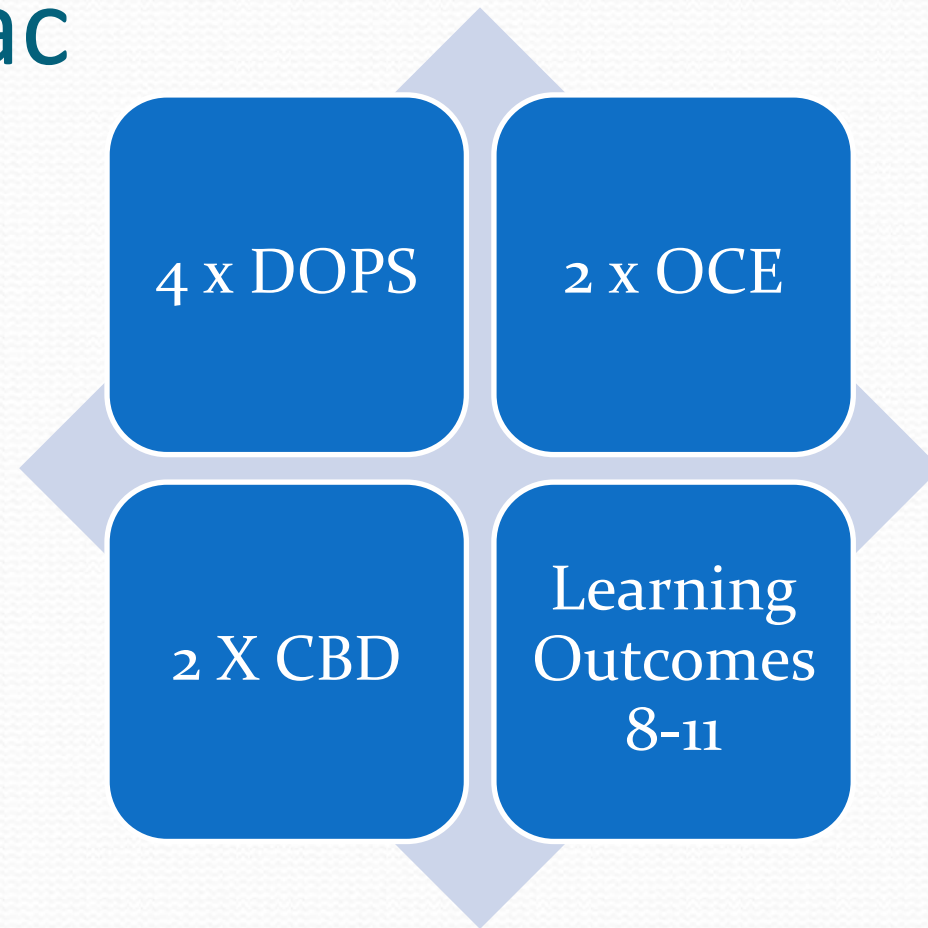 ac
4 x DOPS
2 x OCE
2 X CBD
Learning
Outcomes
8-11